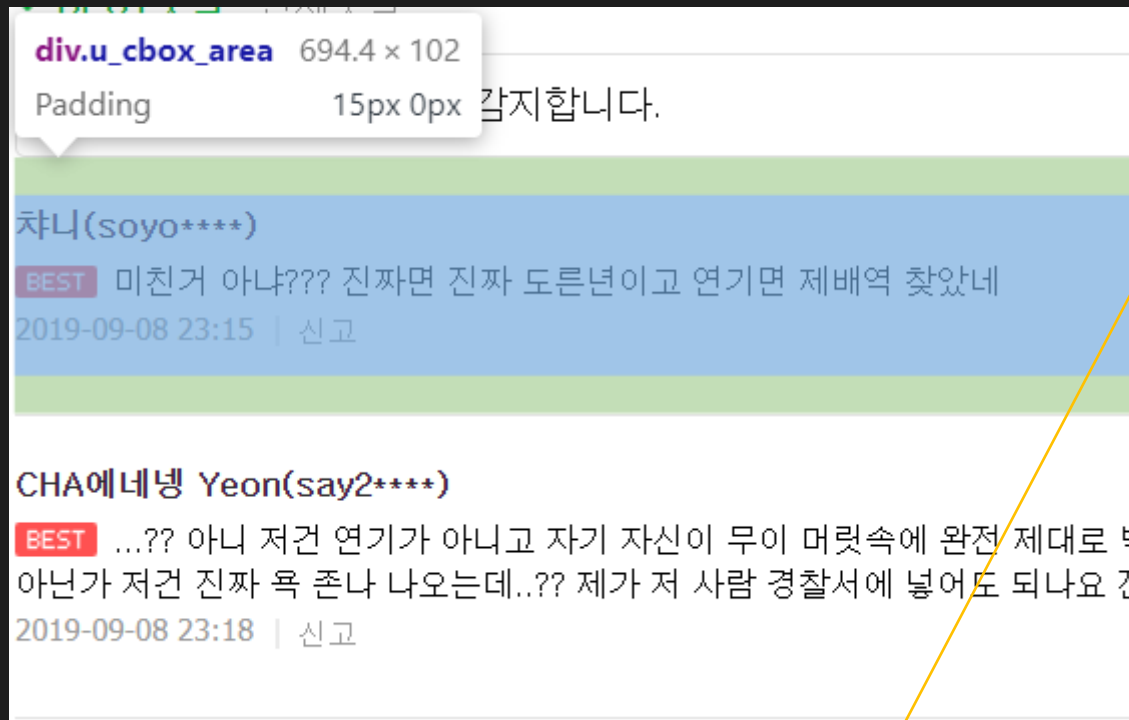 div.u_cbox_area 694.4 × 102
Padding 15px 0px
감지합니다.
챠니(soyo****)
BEST 미친거 아냐??? 진짜면 진짜 도른년이고 연기면 제배역 찾았네
2019-09-08 23:15 | 신고
CHA에네넹 Yeon(say2****)
BEST ...?? 아니 저건 연기가 아니고 자기 자신이 무이 머릿속에 완전 제대로
아닌가 저건 진짜 욕 존나 나오는데..?? 제가 저 사람 경찰서에 넣어도 되나요
2019-09-08 23:18 | 신고